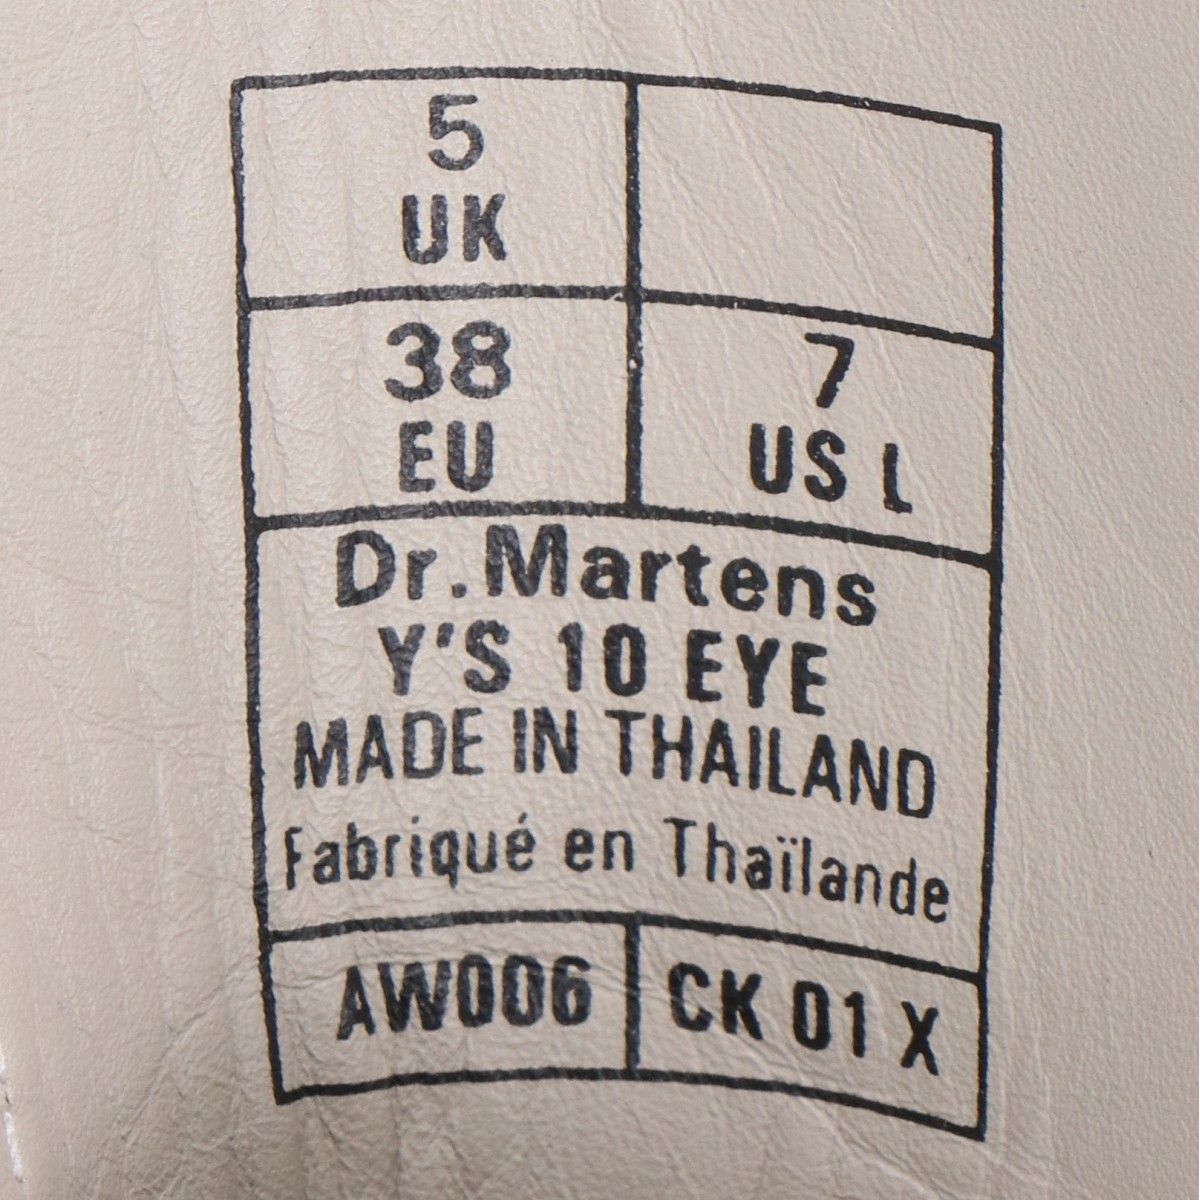 5
UK
38
EU
7
US L
Dr. Martens
Y'S 10 EYE
MADE IN THAILAND
Fabriqué en Thaïlande
AW006
CK 01 X